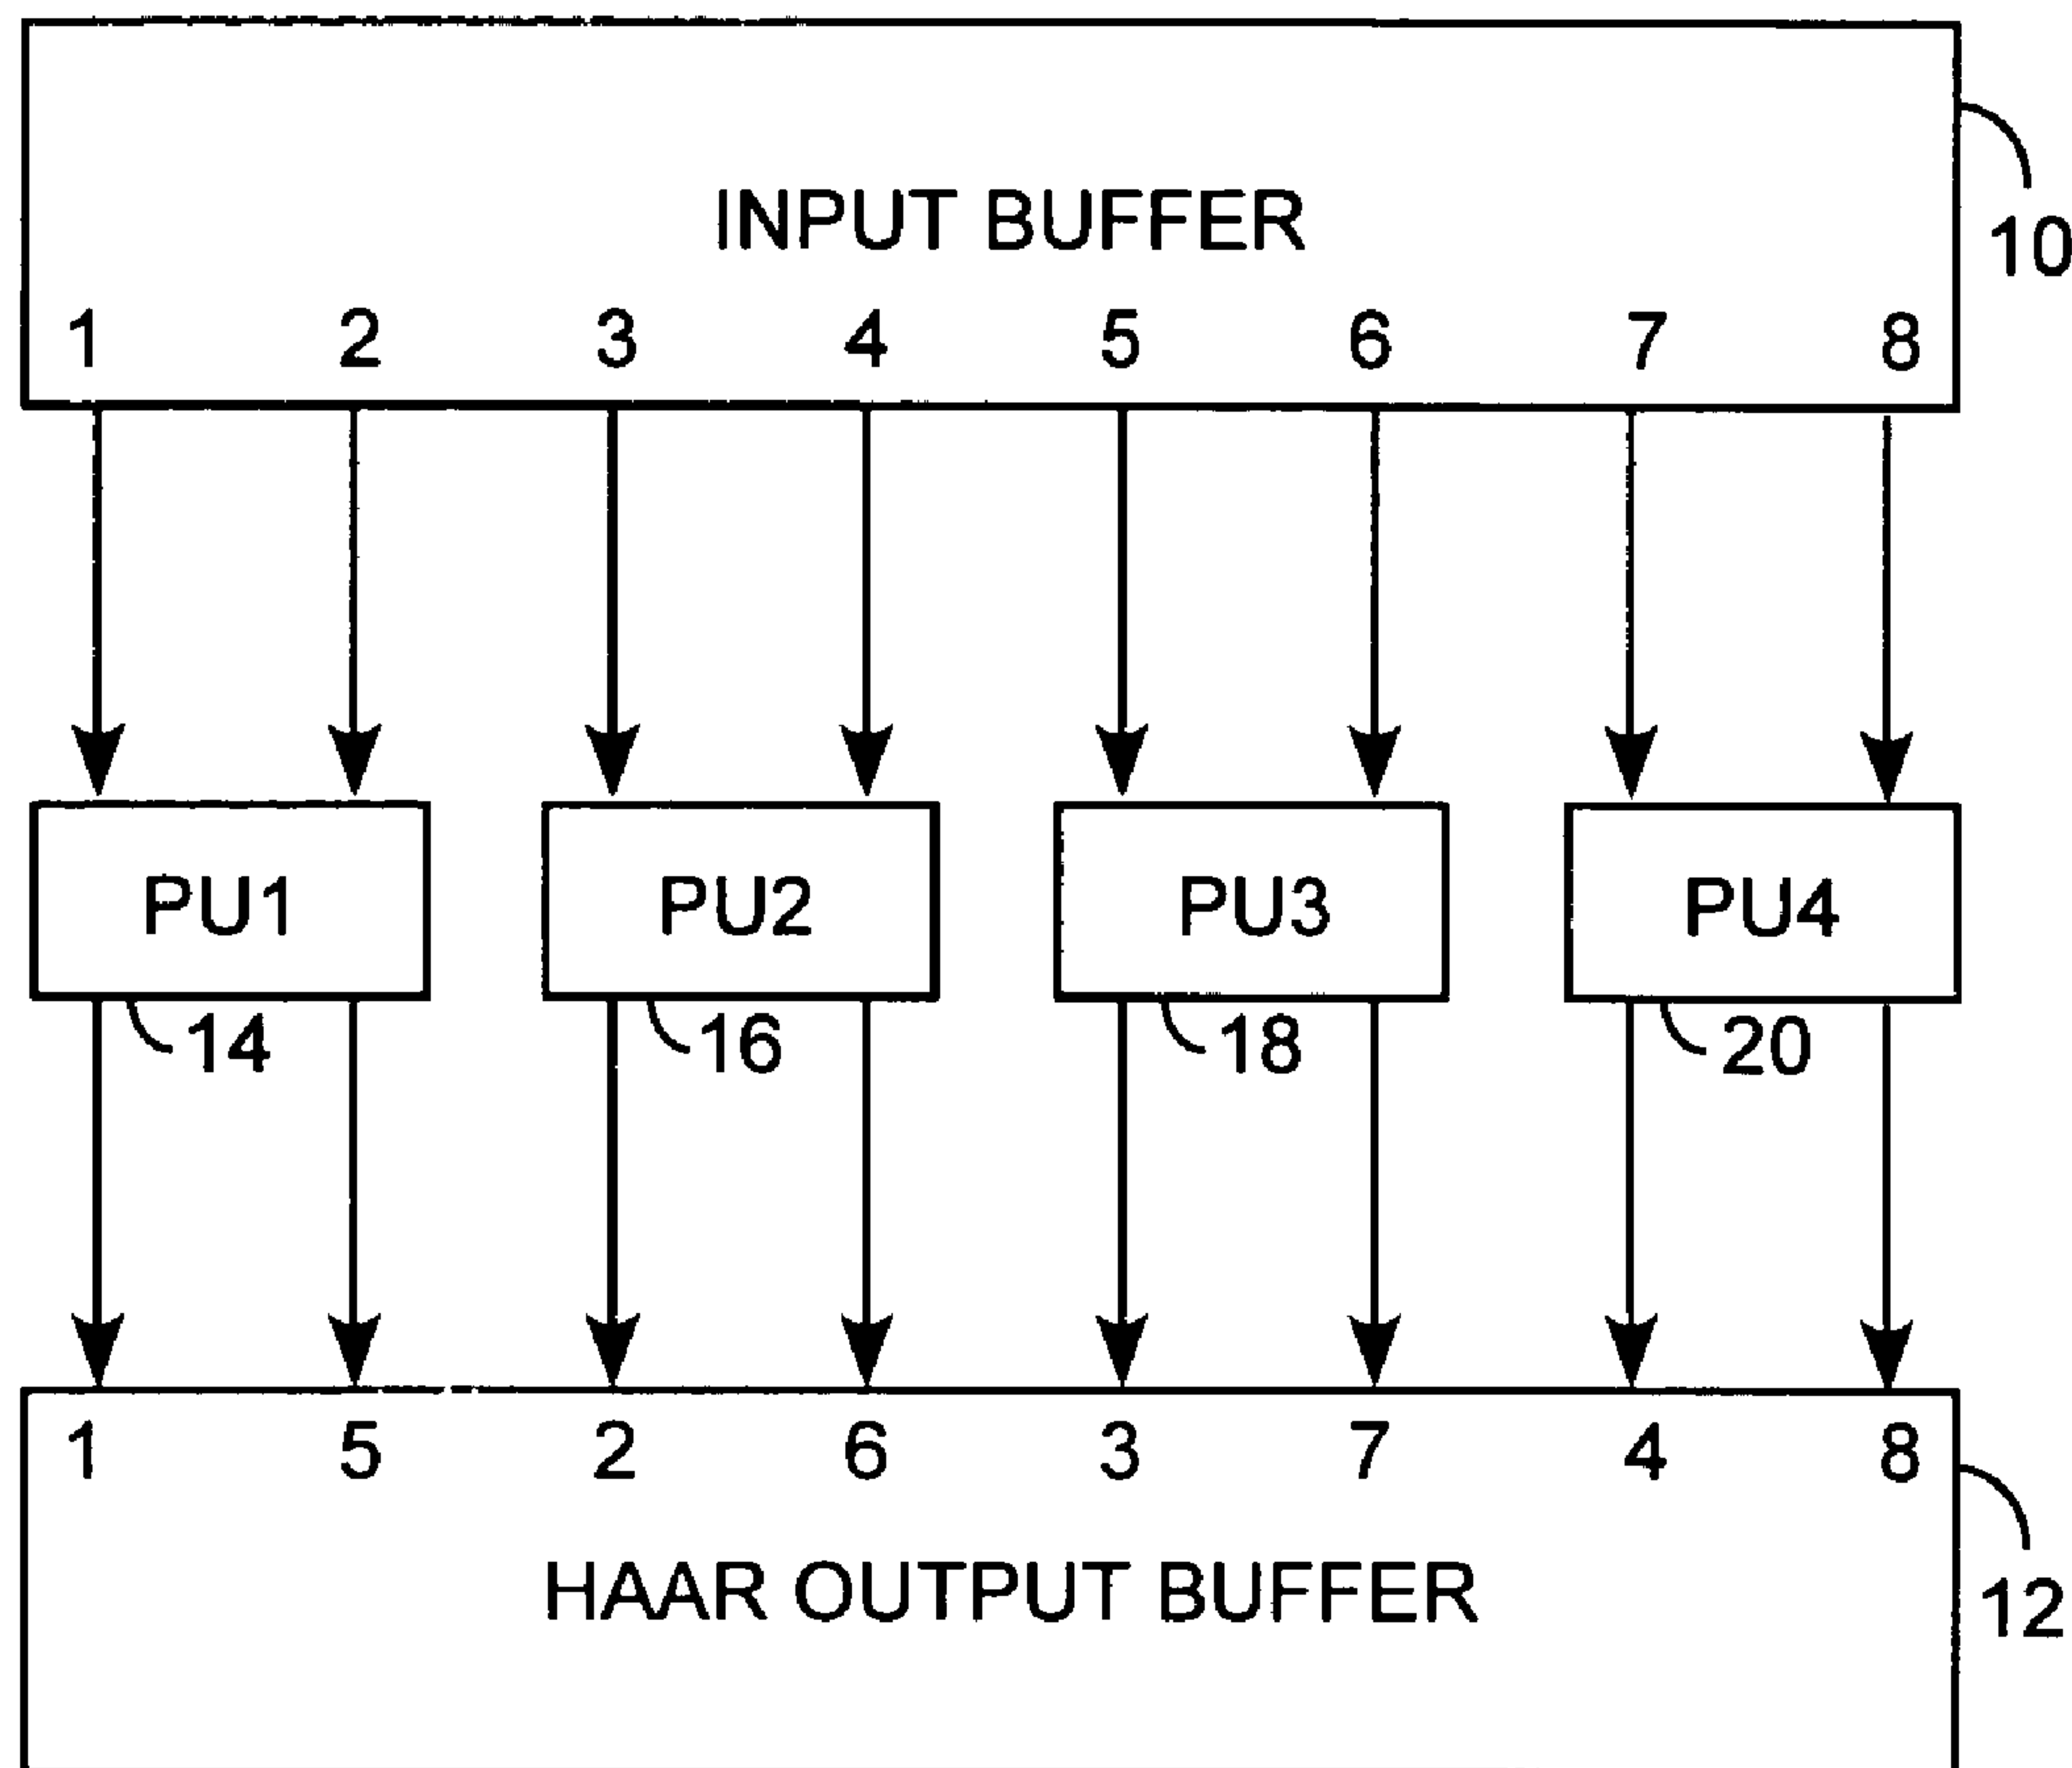 INPUT BUFFER
10
1 2 3 4 5 6 7 8
PU1 PU2 PU3 PU4
14 16 18 20
1 5 2 6 3 7 4 8
HAAR OUTPUT BUFFER
12